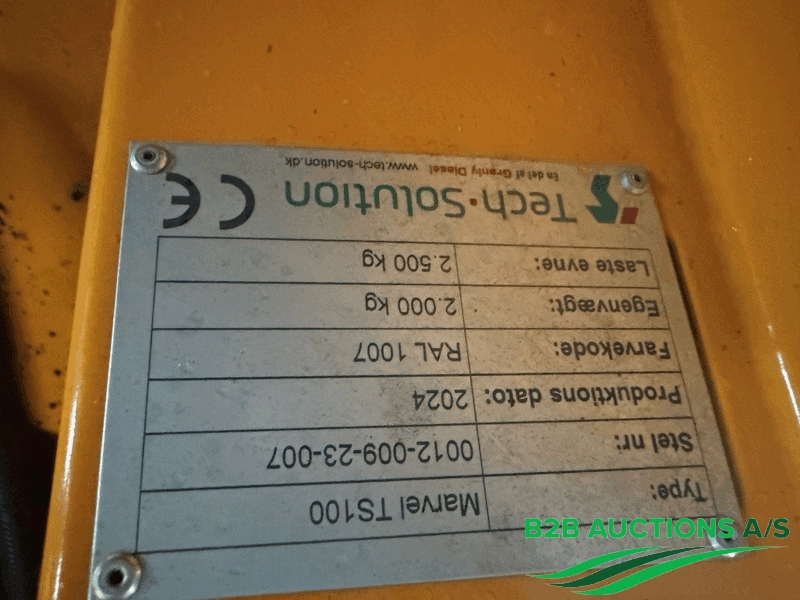 Type: Marvel TS100
Stel nr: 0012-009-23-007
Produktions dato: 2024
Farvekode: RAL 1007
Egenvægt: 2.000 kg
Laste evne: 2.500 kg
TS Tech·Solution CE
En del af Granly Diesel www.tech-solution.dk
B2B AUCTIONS A/S